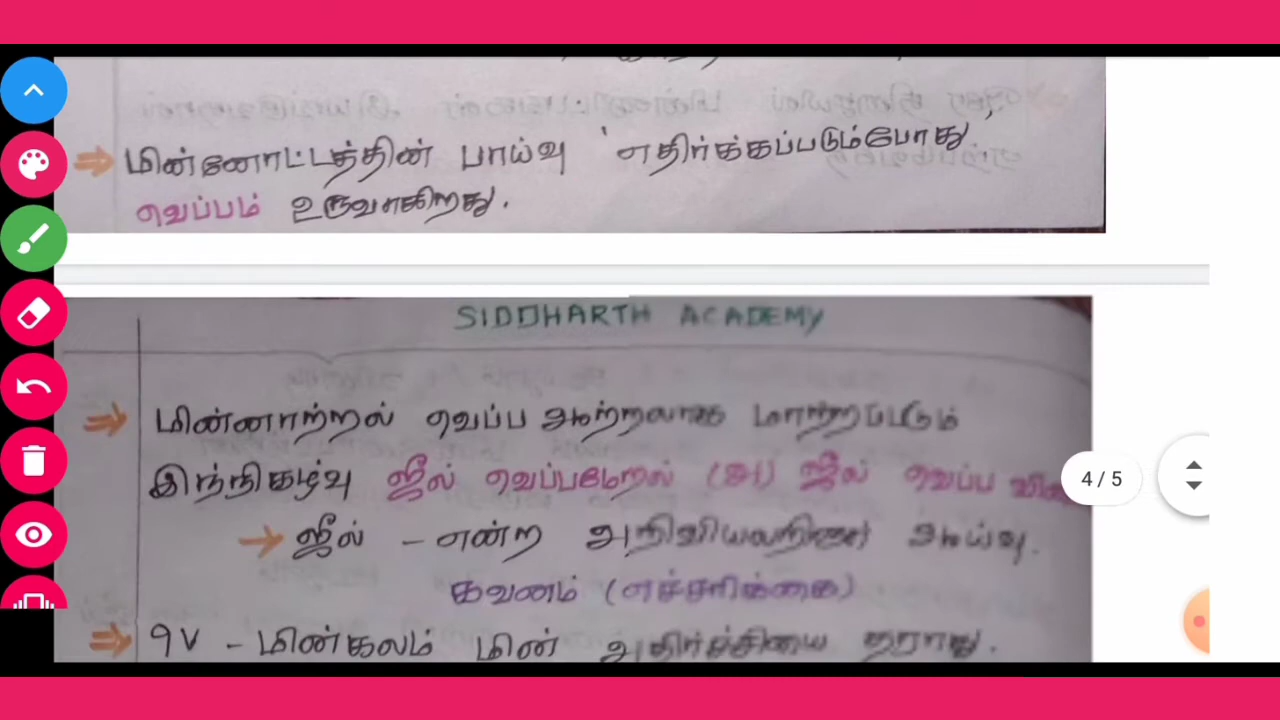 ⇒ மின்னோட்டத்தின் பாய்வு 'எதிர்க்கப்படும்போது'
வெப்பம் உருவாகிறது.
SIDDHARTH ACADEMY
⇒ மின்னாற்றல் வெப்ப ஆற்றலாக மாற்றப்படும்
இந்நிகழ்வு ஜீல் வெப்பமேறல் (அ) ஜீல் வெப்ப
4 / 5
→ ஜீல் - என்ற அறிவியலறிஞர் ஆய்வு.
கவனம் (எச்சரிக்கை)
⇒ 9V - மின்கலம் மின் அதிர்ச்சியை தராது.